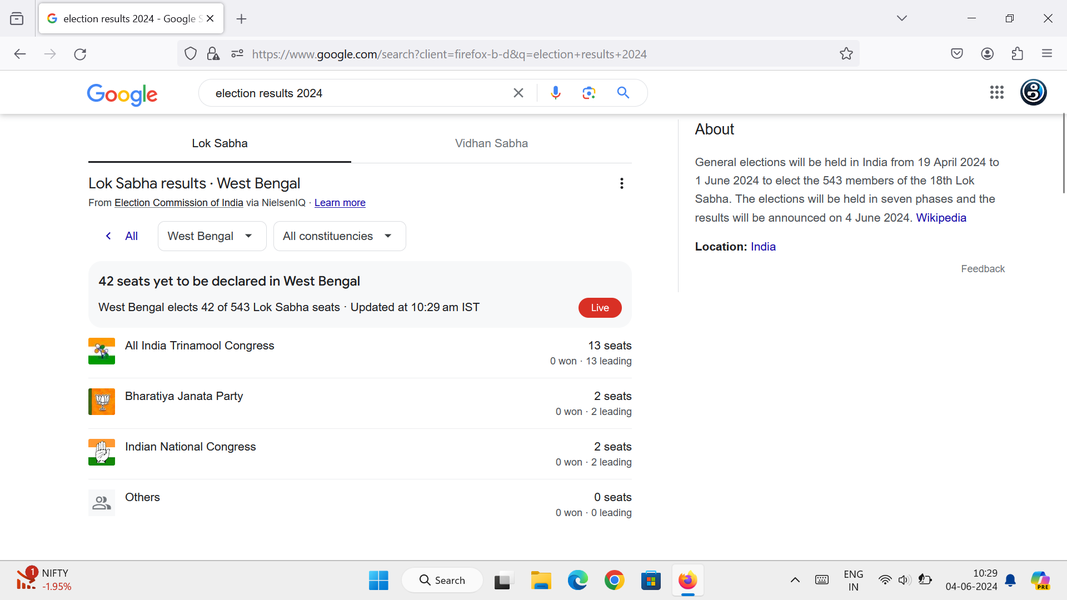 election results 2024 - Google S
https://www.google.com/search?client=firefox-b-d&q=election+results+2024
Google
election results 2024
Lok Sabha
Vidhan Sabha
Lok Sabha results · West Bengal
From Election Commission of India via NielsenIQ · Learn more
All
West Bengal
All constituencies
42 seats yet to be declared in West Bengal
West Bengal elects 42 of 543 Lok Sabha seats · Updated at 10:29 am IST
Live
All India Trinamool Congress
13 seats
0 won · 13 leading
Bharatiya Janata Party
2 seats
0 won · 2 leading
Indian National Congress
2 seats
0 won · 2 leading
Others
0 seats
0 won · 0 leading
About
General elections will be held in India from 19 April 2024 to
1 June 2024 to elect the 543 members of the 18th Lok
Sabha. The elections will be held in seven phases and the
results will be announced on 4 June 2024. Wikipedia
Location: India
Feedback
1
NIFTY
-1.95%
Search
ENG
IN
10:29
04-06-2024
PRE